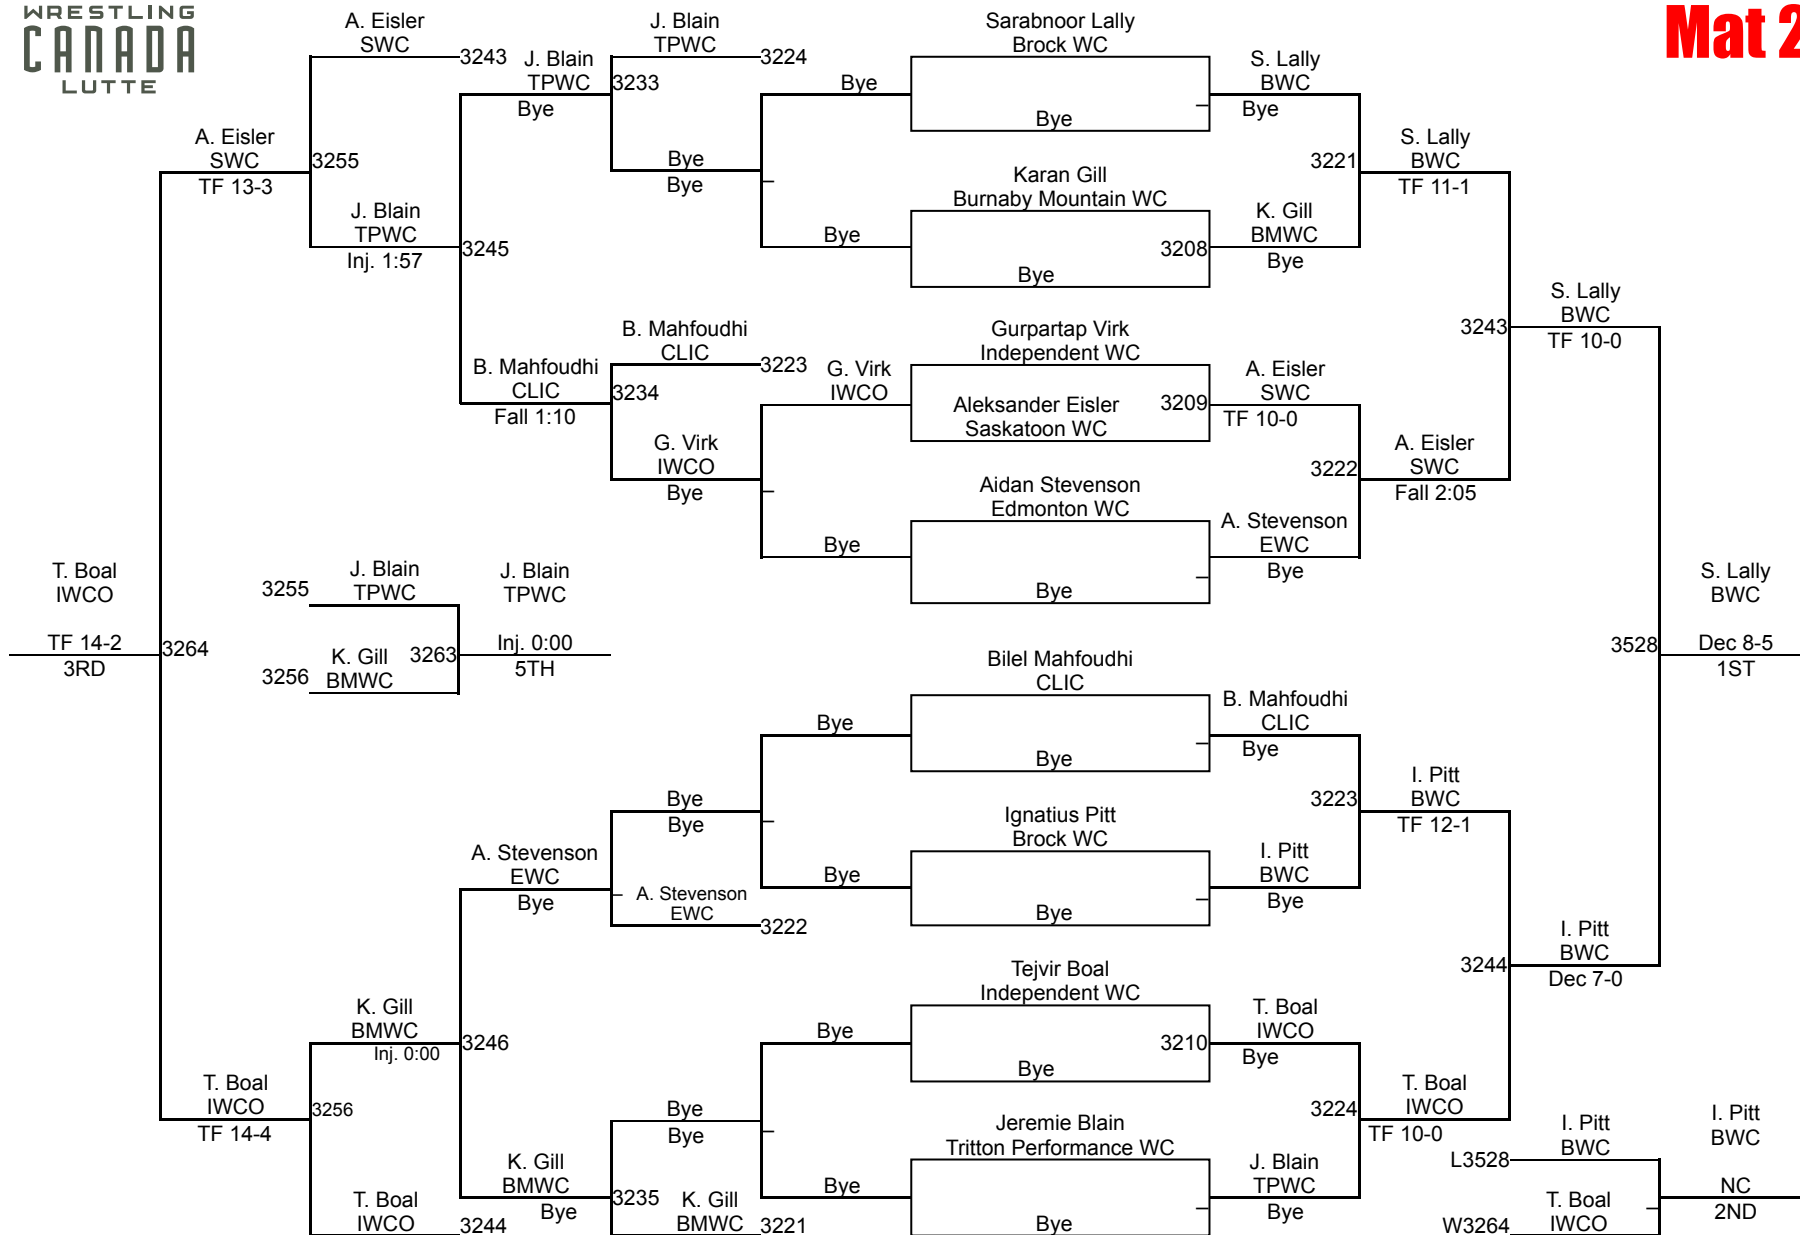 WRESTLING
CANADA
LUTTE
Mat 2
A. Eisler
SWC
3243
J. Blain
TPWC
Bye
3233
J. Blain
TPWC
3224
Bye
Sarabnoor Lally
Brock WC
Bye
S. Lally
BWC
Bye
A. Eisler
SWC
TF 13-3
3255
Bye
Bye
3221
S. Lally
BWC
TF 11-1
Karan Gill
Burnaby Mountain WC
Bye
3208
Bye
K. Gill
BMWC
Bye
J. Blain
TPWC
Inj. 1:57
3245
S. Lally
BWC
TF 10-0
3243
B. Mahfoudhi
CLIC
3223
B. Mahfoudhi
CLIC
Fall 1:10
3234
G. Virk
IWCO
Gurpartap Virk
Independent WC
Aleksander Eisler
Saskatoon WC
3209
A. Eisler
SWC
TF 10-0
G. Virk
IWCO
Bye
3222
A. Eisler
SWC
Fall 2:05
Aidan Stevenson
Edmonton WC
Bye
Bye
A. Stevenson
EWC
Bye
T. Boal
IWCO
TF 14-2
3RD
3264
3255
J. Blain
TPWC
3256
K. Gill
BMWC
3263
J. Blain
TPWC
Inj. 0:00
5TH
S. Lally
BWC
3528
Dec 8-5
1ST
Bilel Mahfoudhi
CLIC
Bye
Bye
B. Mahfoudhi
CLIC
Bye
Bye
Bye
3223
I. Pitt
BWC
TF 12-1
Ignatius Pitt
Brock WC
Bye
Bye
I. Pitt
BWC
Bye
A. Stevenson
EWC
Bye
A. Stevenson
EWC
3222
I. Pitt
BWC
Dec 7-0
3244
Tejvir Boal
Independent WC
Bye
3210
Bye
T. Boal
IWCO
Bye
K. Gill
BMWC
Inj. 0:00
3246
T. Boal
IWCO
TF 14-4
3256
Bye
Bye
3224
T. Boal
IWCO
TF 10-0
Jeremie Blain
Tritton Performance WC
Bye
Bye
J. Blain
TPWC
Bye
K. Gill
BMWC
Bye
3235
K. Gill
BMWC
3221
T. Boal
IWCO
3244
I. Pitt
BWC
L3528
T. Boal
IWCO
W3264
I. Pitt
BWC
NC
2ND